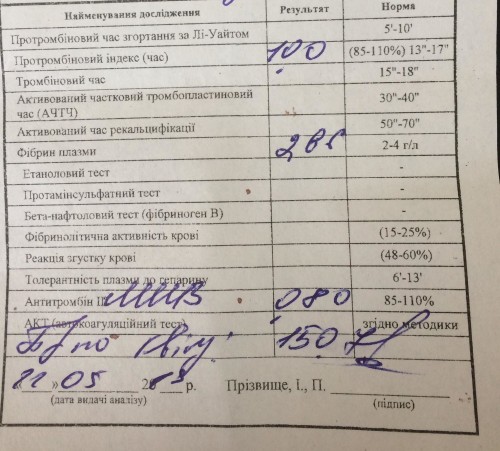 Найменування дослідження Результат Норма
Протромбіновий час згортання за Лі-Уайтом 5'-10'
Протромбіновий індекс (час) 100 (85-110%) 13"-17"
Тромбіновий час 15"-18"
Активований частковий тромбопластиновий
час (АЧТЧ) 30"-40"
Активований час рекальцифікації 50"-70"
Фібрин плазми 2-4 г/л
Етаноловий тест -
Протамінсульфатний тест -
Бета-нафтоловий тест (фібриноген В) -
Фібринолітична активність крові (15-25%)
Реакція згустку крові (48-60%)
Толерантність плазми до гепарину 6'-13'
Антитромбін МНВ 080 85-110%
АКТ (автокоагуляційний тест) згідно методики
150
«11» 05 р. Прізвище, І., П.
(дата видачі аналізу) (підпис)